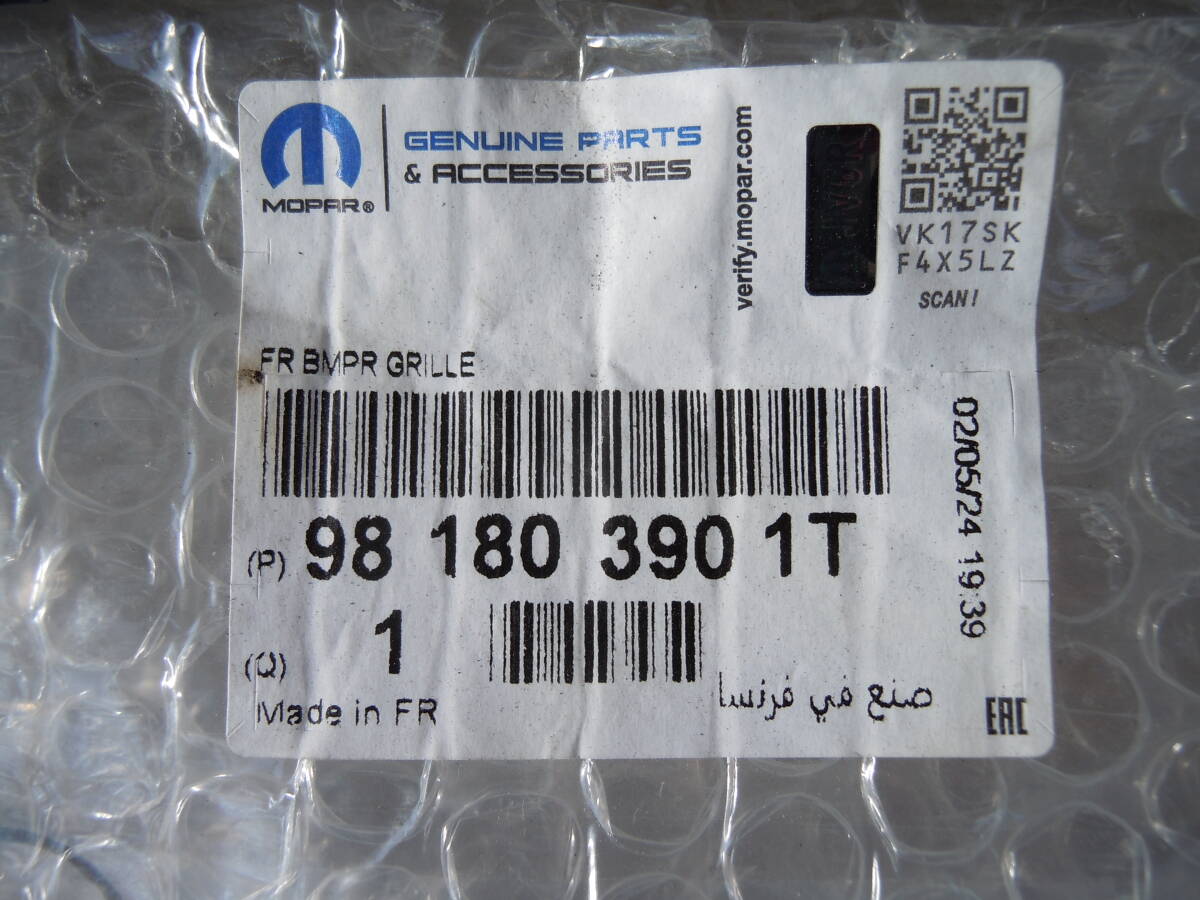 GENUINE PARTS
& ACCESSORIES
MOPAR®
verify.mopar.com
MOPAR
VK17SK
F4X5LZ
SCAN!
FR BMPR GRILLE
02/05/24 19:39
(P) 98 180 390 1T
(Q) 1
Made in FR
صنع في فرنسا
EAC